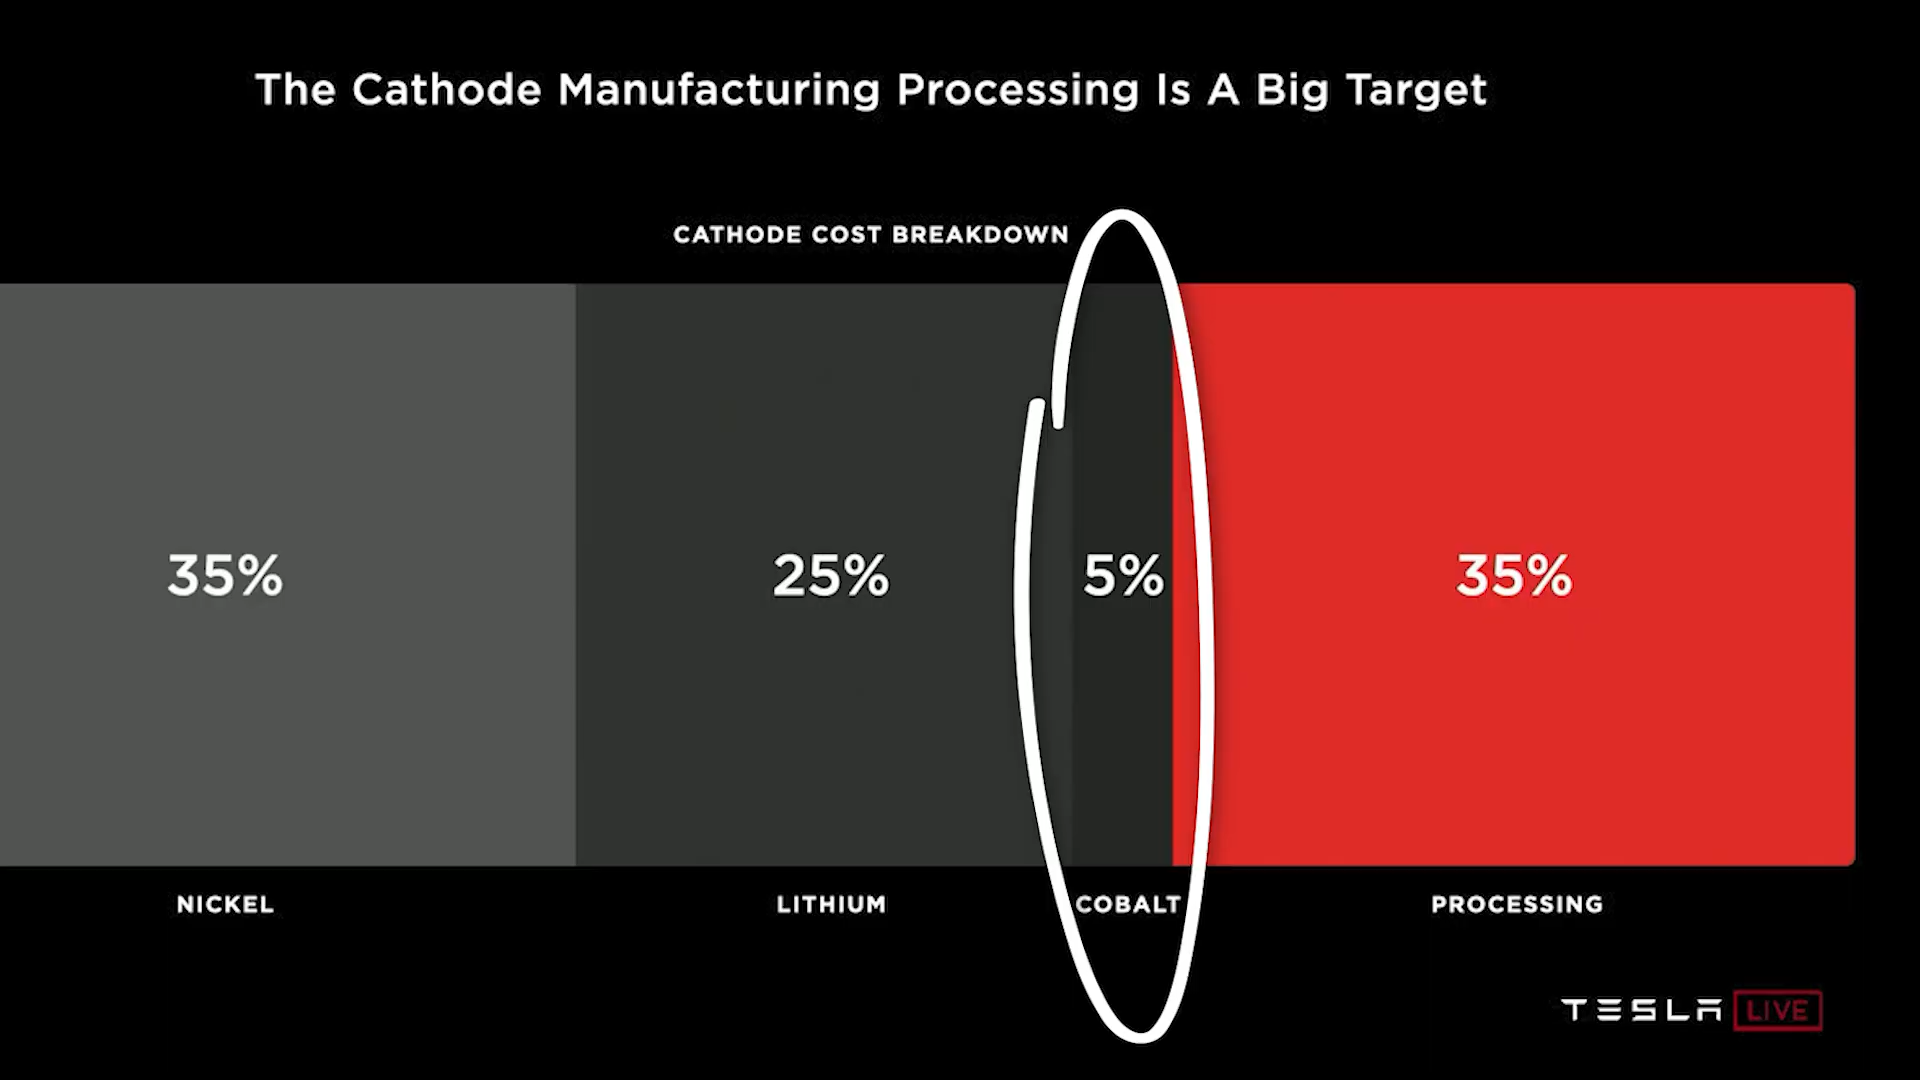 The Cathode Manufacturing Processing Is A Big Target
CATHODE COST BREAKDOWN
35% 25% 5% 35%
NICKEL LITHIUM COBALT PROCESSING
TESLA LIVE